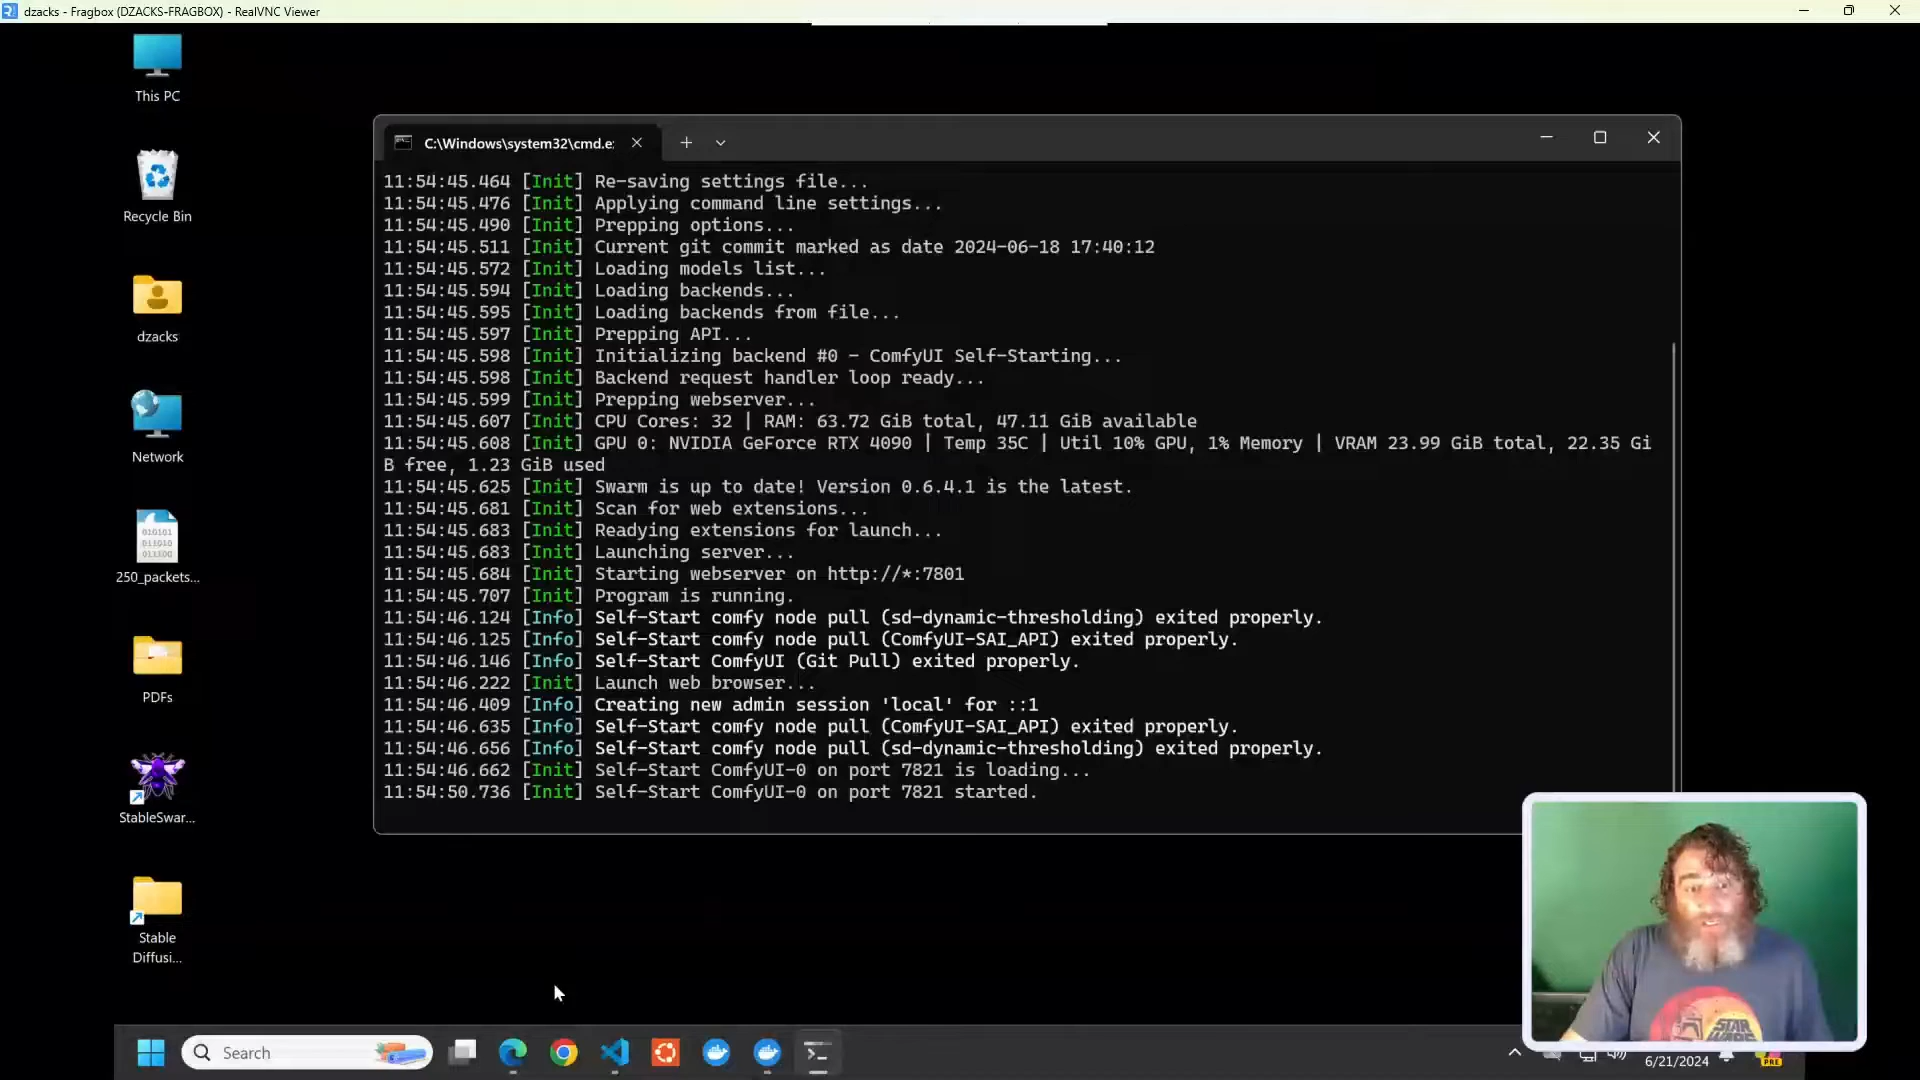 dzacks - Fragbox (DZACKS-FRAGBOX) - RealVNC Viewer
This PC
Recycle Bin
dzacks
Network
250_packets...
PDFs
StableSwar...
Stable
Diffusi...
C:\Windows\system32\cmd.e:
11:54:45.464 [Init] Re-saving settings file...
11:54:45.476 [Init] Applying command line settings...
11:54:45.490 [Init] Prepping options...
11:54:45.511 [Init] Current git commit marked as date 2024-06-18 17:40:12
11:54:45.572 [Init] Loading models list...
11:54:45.594 [Init] Loading backends...
11:54:45.595 [Init] Loading backends from file...
11:54:45.597 [Init] Prepping API...
11:54:45.598 [Init] Initializing backend #0 - ComfyUI Self-Starting...
11:54:45.598 [Init] Backend request handler loop ready...
11:54:45.599 [Init] Prepping webserver...
11:54:45.607 [Init] CPU Cores: 32 | RAM: 63.72 GiB total, 47.11 GiB available
11:54:45.608 [Init] GPU 0: NVIDIA GeForce RTX 4090 | Temp 35C | Util 10% GPU, 1% Memory | VRAM 23.99 GiB total, 22.35 Gi
B free, 1.23 GiB used
11:54:45.625 [Init] Swarm is up to date! Version 0.6.4.1 is the latest.
11:54:45.681 [Init] Scan for web extensions...
11:54:45.683 [Init] Readying extensions for launch...
11:54:45.683 [Init] Launching server...
11:54:45.684 [Init] Starting webserver on http://*:7801
11:54:45.707 [Init] Program is running.
11:54:46.124 [Info] Self-Start comfy node pull (sd-dynamic-thresholding) exited properly.
11:54:46.125 [Info] Self-Start comfy node pull (ComfyUI-SAI_API) exited properly.
11:54:46.146 [Info] Self-Start ComfyUI (Git Pull) exited properly.
11:54:46.222 [Init] Launch web browser...
11:54:46.409 [Info] Creating new admin session 'local' for ::1
11:54:46.635 [Info] Self-Start comfy node pull (ComfyUI-SAI_API) exited properly.
11:54:46.656 [Info] Self-Start comfy node pull (sd-dynamic-thresholding) exited properly.
11:54:46.662 [Init] Self-Start ComfyUI-0 on port 7821 is loading...
11:54:50.736 [Init] Self-Start ComfyUI-0 on port 7821 started.
STAR
WARS
Search
6/21/2024
PRE